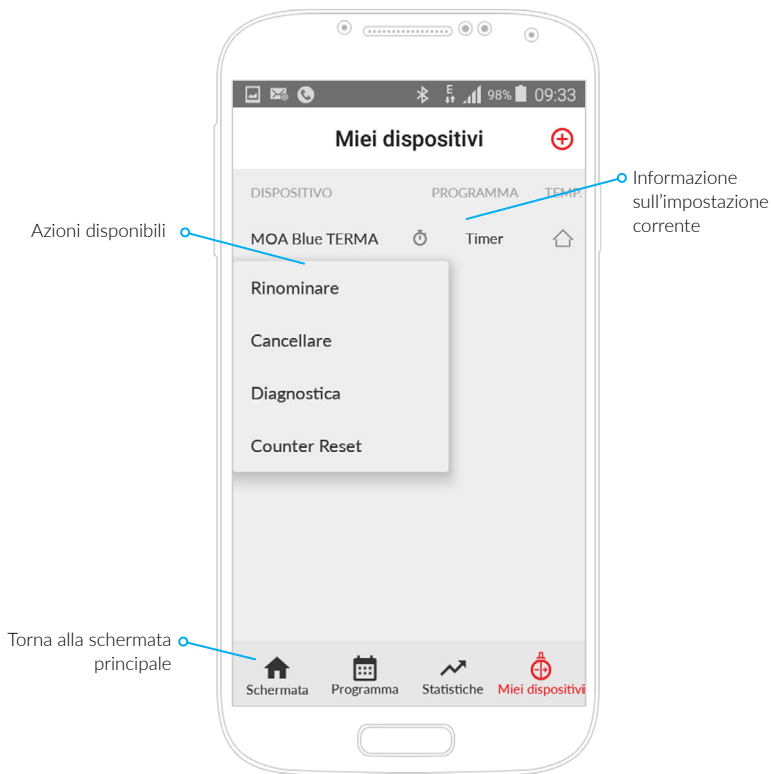 E 98% 09:33
Miei dispositivi
DISPOSITIVO PROGRAMMA TEMP.
Informazione
sull'impostazione
corrente
Azioni disponibili
MOA Blue TERMA Timer
Rinominare
Cancellare
Diagnostica
Counter Reset
Torna alla schermata
principale
Schermata Programma Statistiche Miei dispositivi